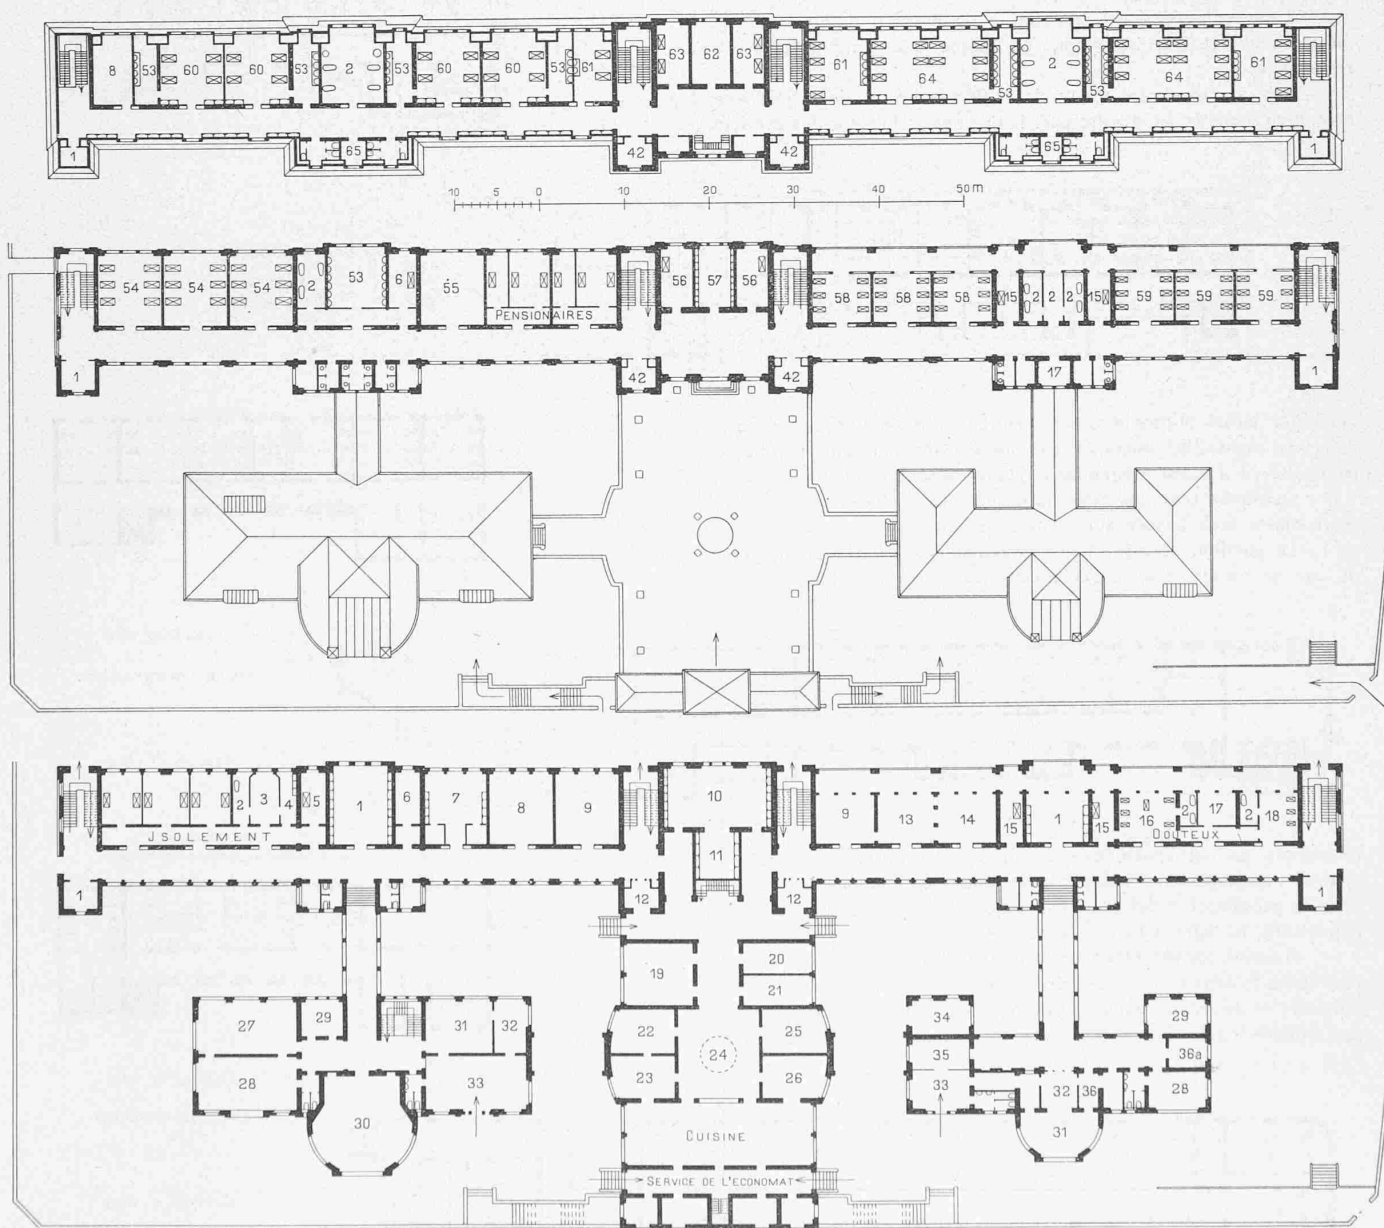 8 53 60 60 53 2 53 60 60 53 61 63 62 63 61 64 53 2 53 64 61
1 65 42 42 65 1
10 5 0 10 20 30 40 50 m
54 54 54 2 53 6 55 56 57 56 58 58 58 15 2 2 2 15 59 59 59
PENSIONAIRES
1 42 42 17 1
2 3 4 5 1 6 7 8 9 10 9 13 14 15 1 15 16 2 17 2 18
JSOLEMENT DOUTEUX
11
1 12 12 1
19 20
21
27 29 31 32 22 24 25 34 29
28 33 23 26 35 36a
33 32 36 28
30 31
CUISINE
SERVICE DE L'ECONOMAT